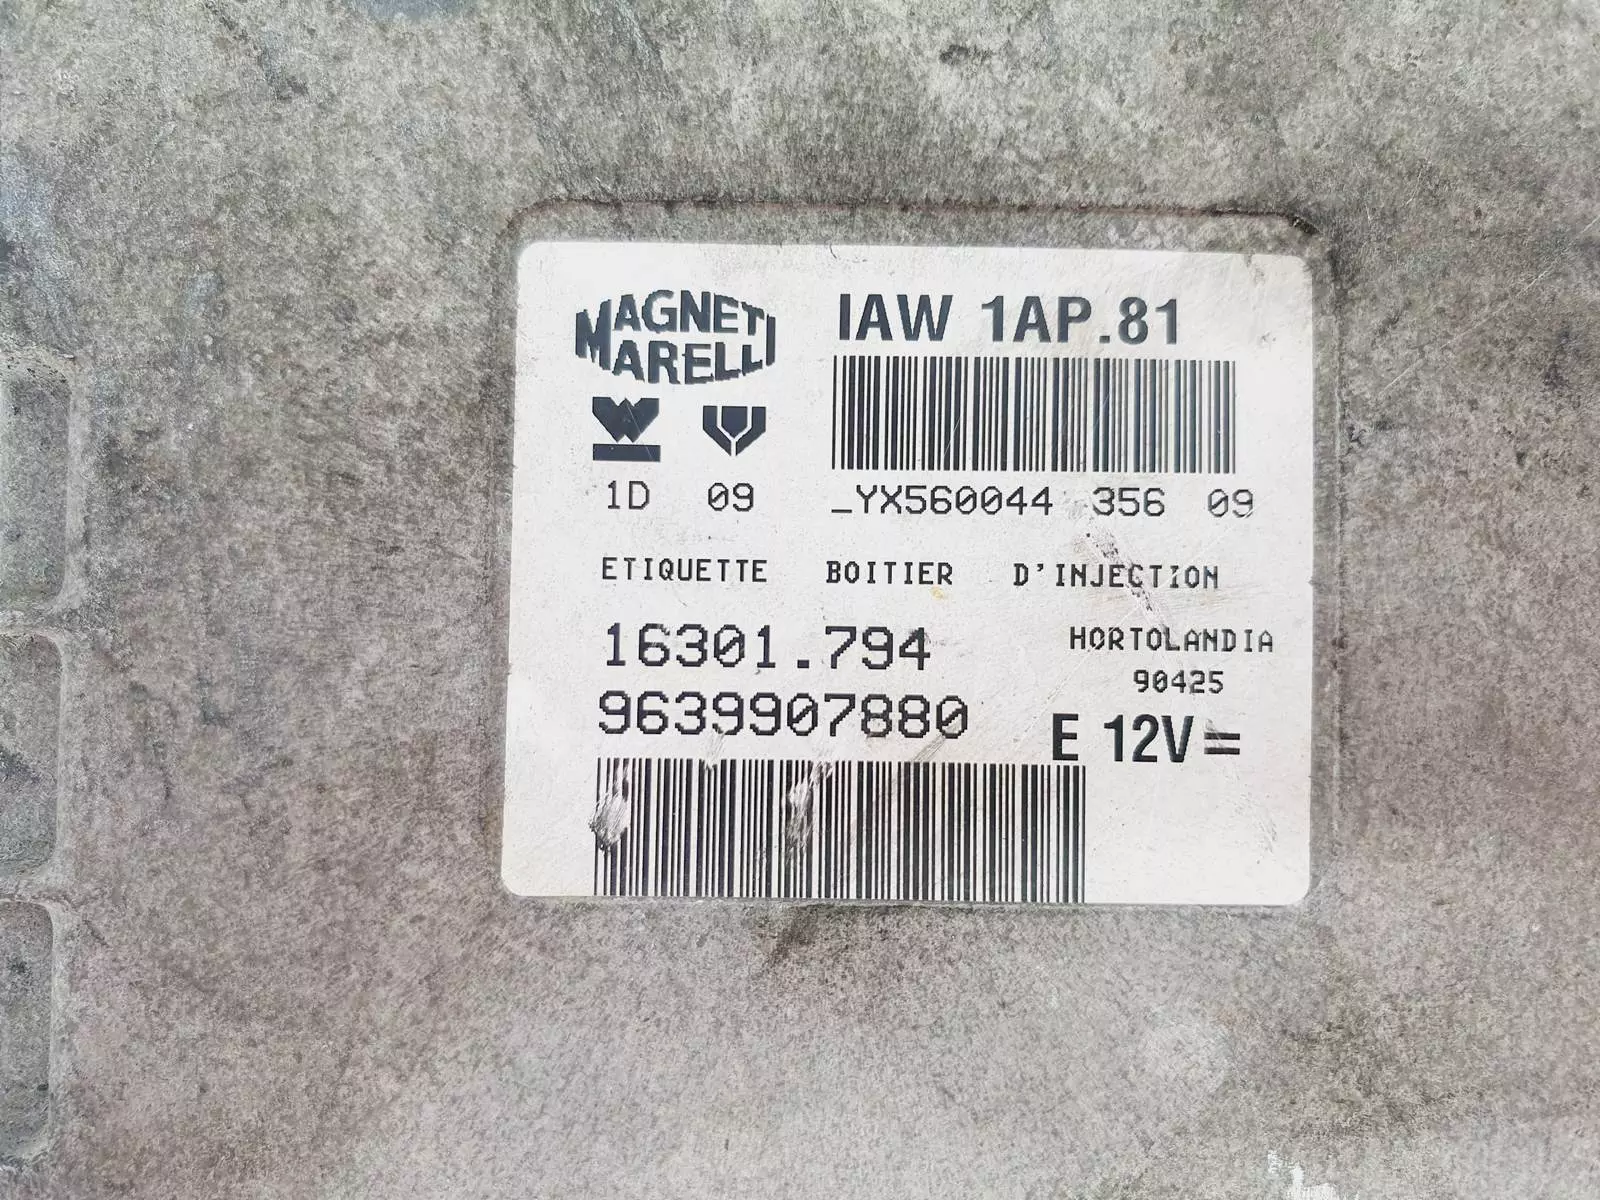 MAGNETI
MARELLI
IAW 1AP.81
1D 09
_YX560044 356 09
ETIQUETTE BOITIER D'INJECTION
16301.794
HORTOLANDIA
90425
9639907880
E 12V=